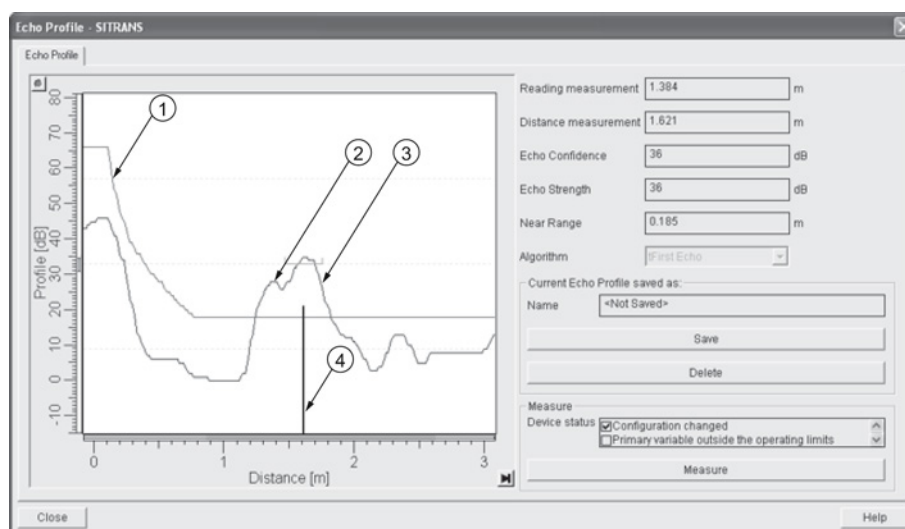 Echo Profile - SITRANS
Echo Profile
80
70
60
50
40
30
20
10
0
-10
Profile [dB]
0
1
2
3
Distance [m]
1
2
3
4
Reading measurement 1.384 m
Distance measurement 1.621 m
Echo Confidence 36 dB
Echo Strength 36 dB
Near Range 0.185 m
Algorithm tFirst Echo
Current Echo Profile saved as:
Name <Not Saved>
Save
Delete
Measure
Device status Configuration changed
Primary variable outside the operating limits
Measure
Close
Help